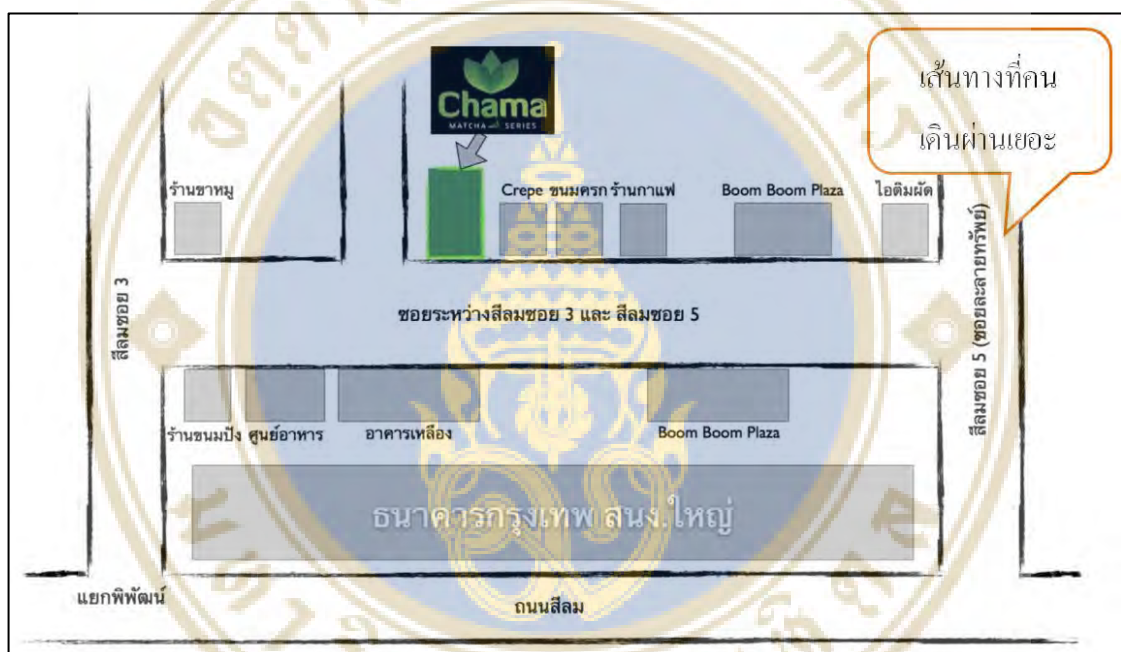 Chama
MATCHA SERIES
เส้นทางที่คน
เดินผ่านเยอะ
ร้านขาหมู
Crepe ขนมครก ร้านกาแฟ
Boom Boom Plaza
ไอติมผัด
สีลมซอย 3
ซอยระหว่างสีลมซอย 3 และ สีลมซอย 5
สีลมซอย 5 (ซอยละลายทรัพย์)
ร้านขนมปัง ศูนย์อาหาร
อาคารเหลือง
Boom Boom Plaza
ธนาคารกรุงเทพ สนง.ใหญ่
แยกพิพัฒน์
ถนนสีลม